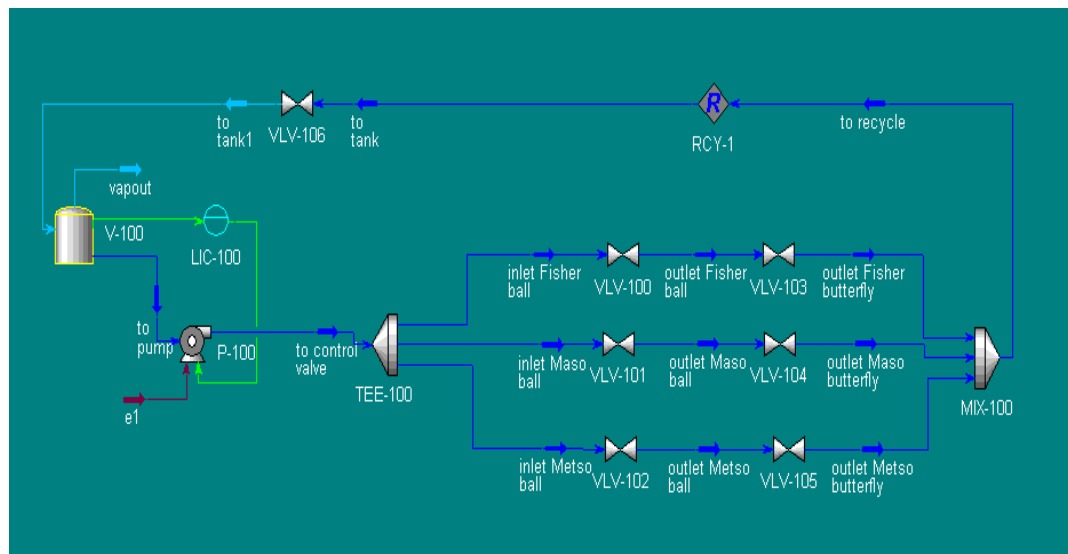 to
tank1
VLV-106
to
tank
R
RCY-1
to recycle
vapout
V-100
LIC-100
inlet Fisher
ball
VLV-100
outlet Fisher
ball
VLV-103
outlet Fisher
butterfly
to
pump
P-100
to control
valve
TEE-100
inlet Maso
ball
VLV-101
outlet Maso
ball
VLV-104
outlet Maso
butterfly
MIX-100
e1
inlet Metso
ball
VLV-102
outlet Metso
ball
VLV-105
outlet Metso
butterfly